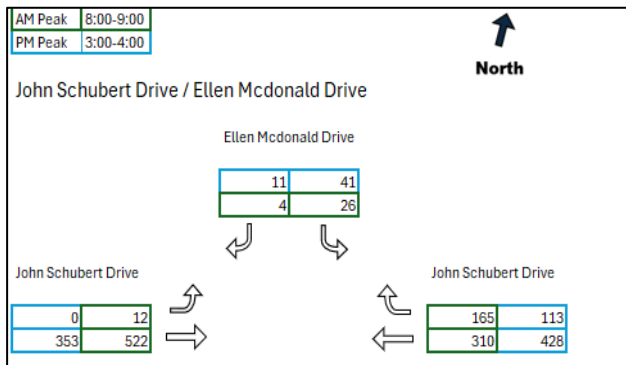 AM Peak 8:00-9:00
PM Peak 3:00-4:00
North
John Schubert Drive / Ellen Mcdonald Drive
Ellen Mcdonald Drive
11 41
4 26
John Schubert Drive
0 12
353 522
John Schubert Drive
165 113
310 428